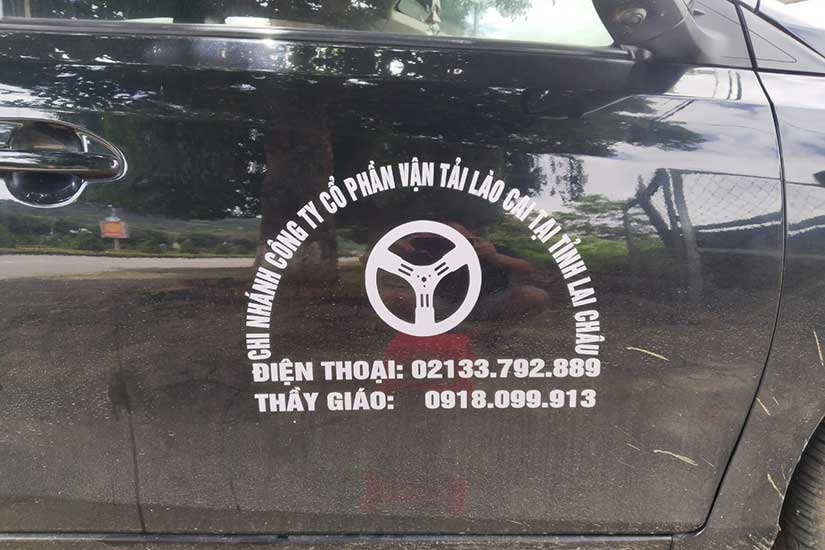 CHI NHÁNH CÔNG TY CỔ PHẦN VẬN TẢI LÀO CAI TẠI TỈNH LAI CHÂU
ĐIỆN THOẠI: 02133.792.889
THẦY GIÁO: 0918.099.913